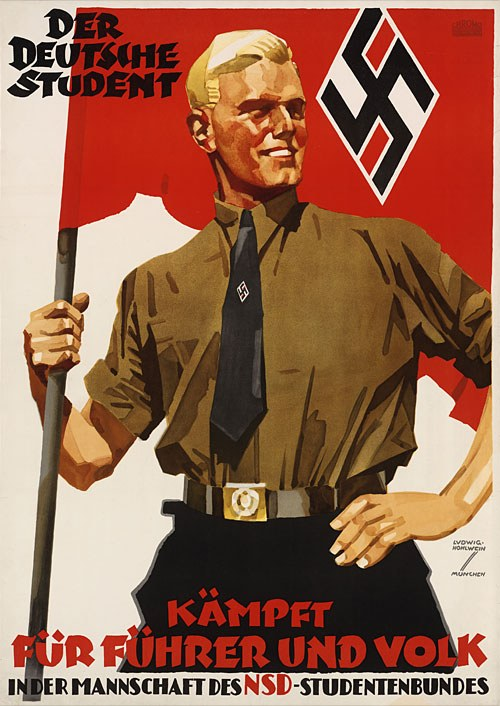 DER
DEUTSCHE
STUDENT
LUDWIG
HOHLWEIN
MÜNCHEN
KÄMPFT
FÜR FÜHRER UND VOLK
IN DER MANNSCHAFT DES NSD-STUDENTENBUNDES